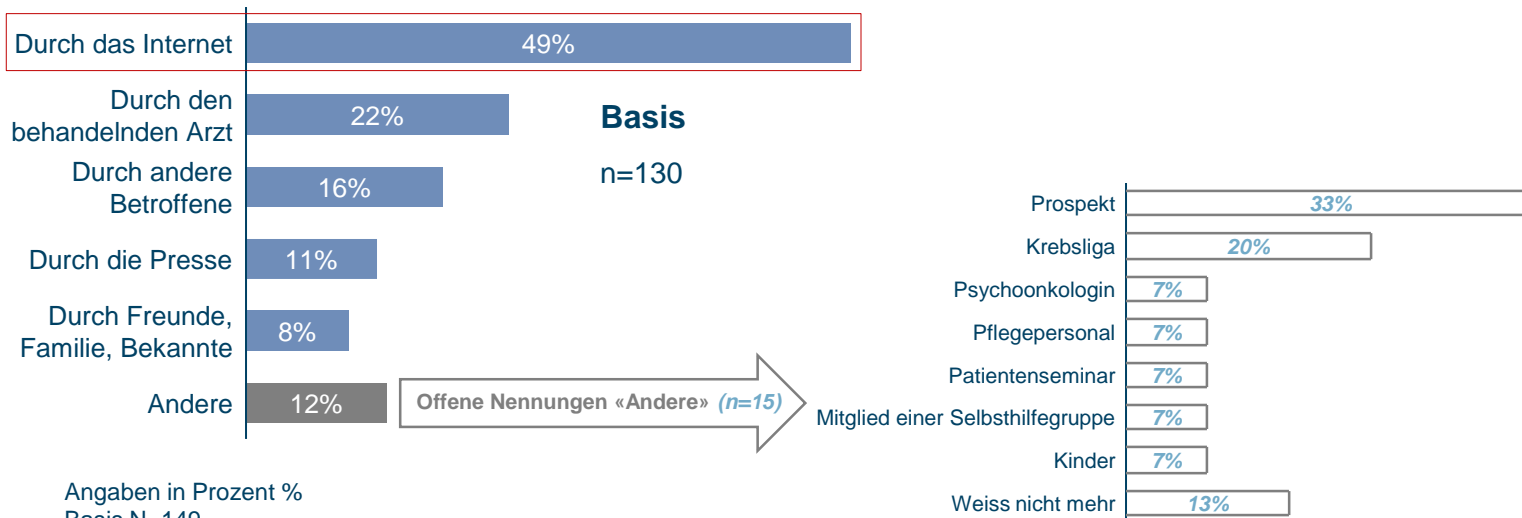 Durch das Internet
49%
Durch den
behandelnden Arzt
22%
Basis
n=130
Durch andere
Betroffene
16%
Durch die Presse
11%
Durch Freunde,
Familie, Bekannte
8%
Andere
12%
Offene Nennungen «Andere» (n=15)
Prospekt
33%
Krebsliga
20%
Psychoonkologin
7%
Pflegepersonal
7%
Patientenseminar
7%
Mitglied einer Selbsthilfegruppe
7%
Kinder
7%
Weiss nicht mehr
13%
Angaben in Prozent %